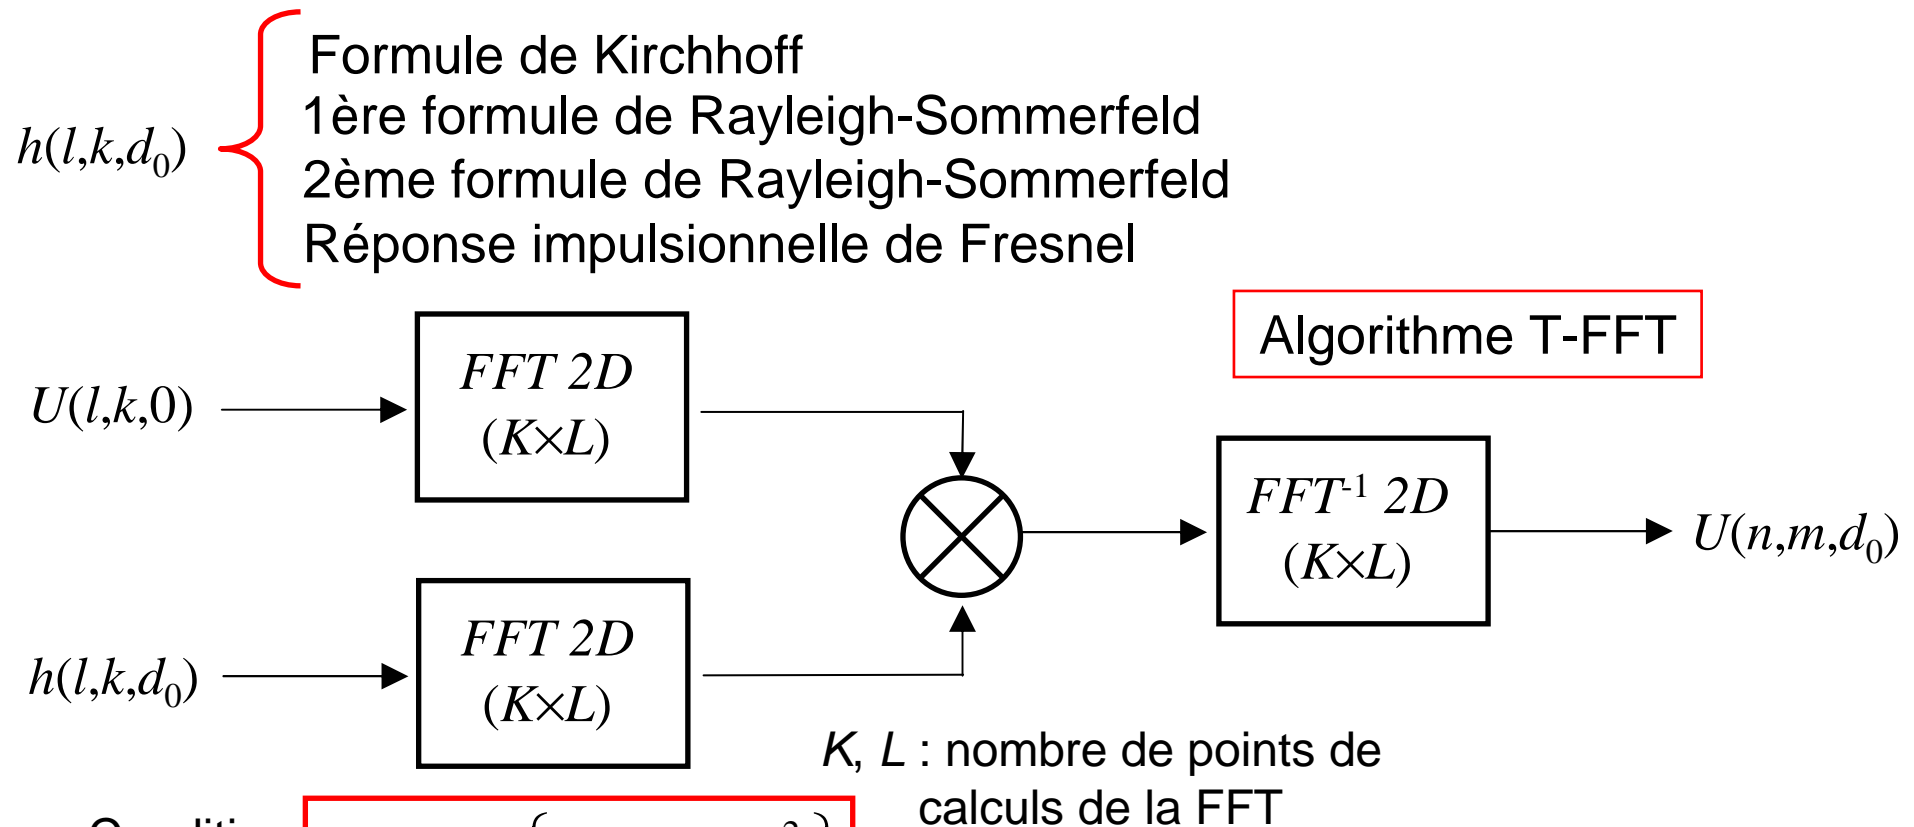 Formule de Kirchhoff
1ère formule de Rayleigh-Sommerfeld
h(l,k,d₀)
2ème formule de Rayleigh-Sommerfeld
Réponse impulsionnelle de Fresnel
Algorithme T-FFT
FFT 2D
(K×L)
U(l,k,0)
FFT⁻¹ 2D
(K×L)
U(n,m,d₀)
FFT 2D
(K×L)
h(l,k,d₀)
K, L : nombre de points de
calculs de la FFT